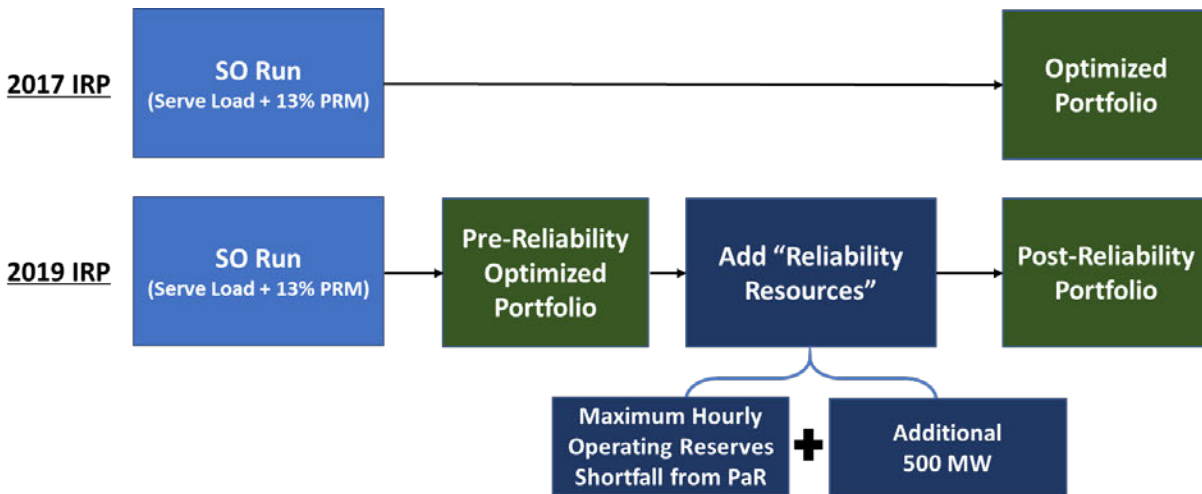 2017 IRP
SO Run
(Serve Load + 13% PRM)
Optimized
Portfolio
2019 IRP
SO Run
(Serve Load + 13% PRM)
Pre-Reliability
Optimized
Portfolio
Add “Reliability
Resources”
Post-Reliability
Portfolio
Maximum Hourly
Operating Reserves
Shortfall from PaR
+
Additional
500 MW